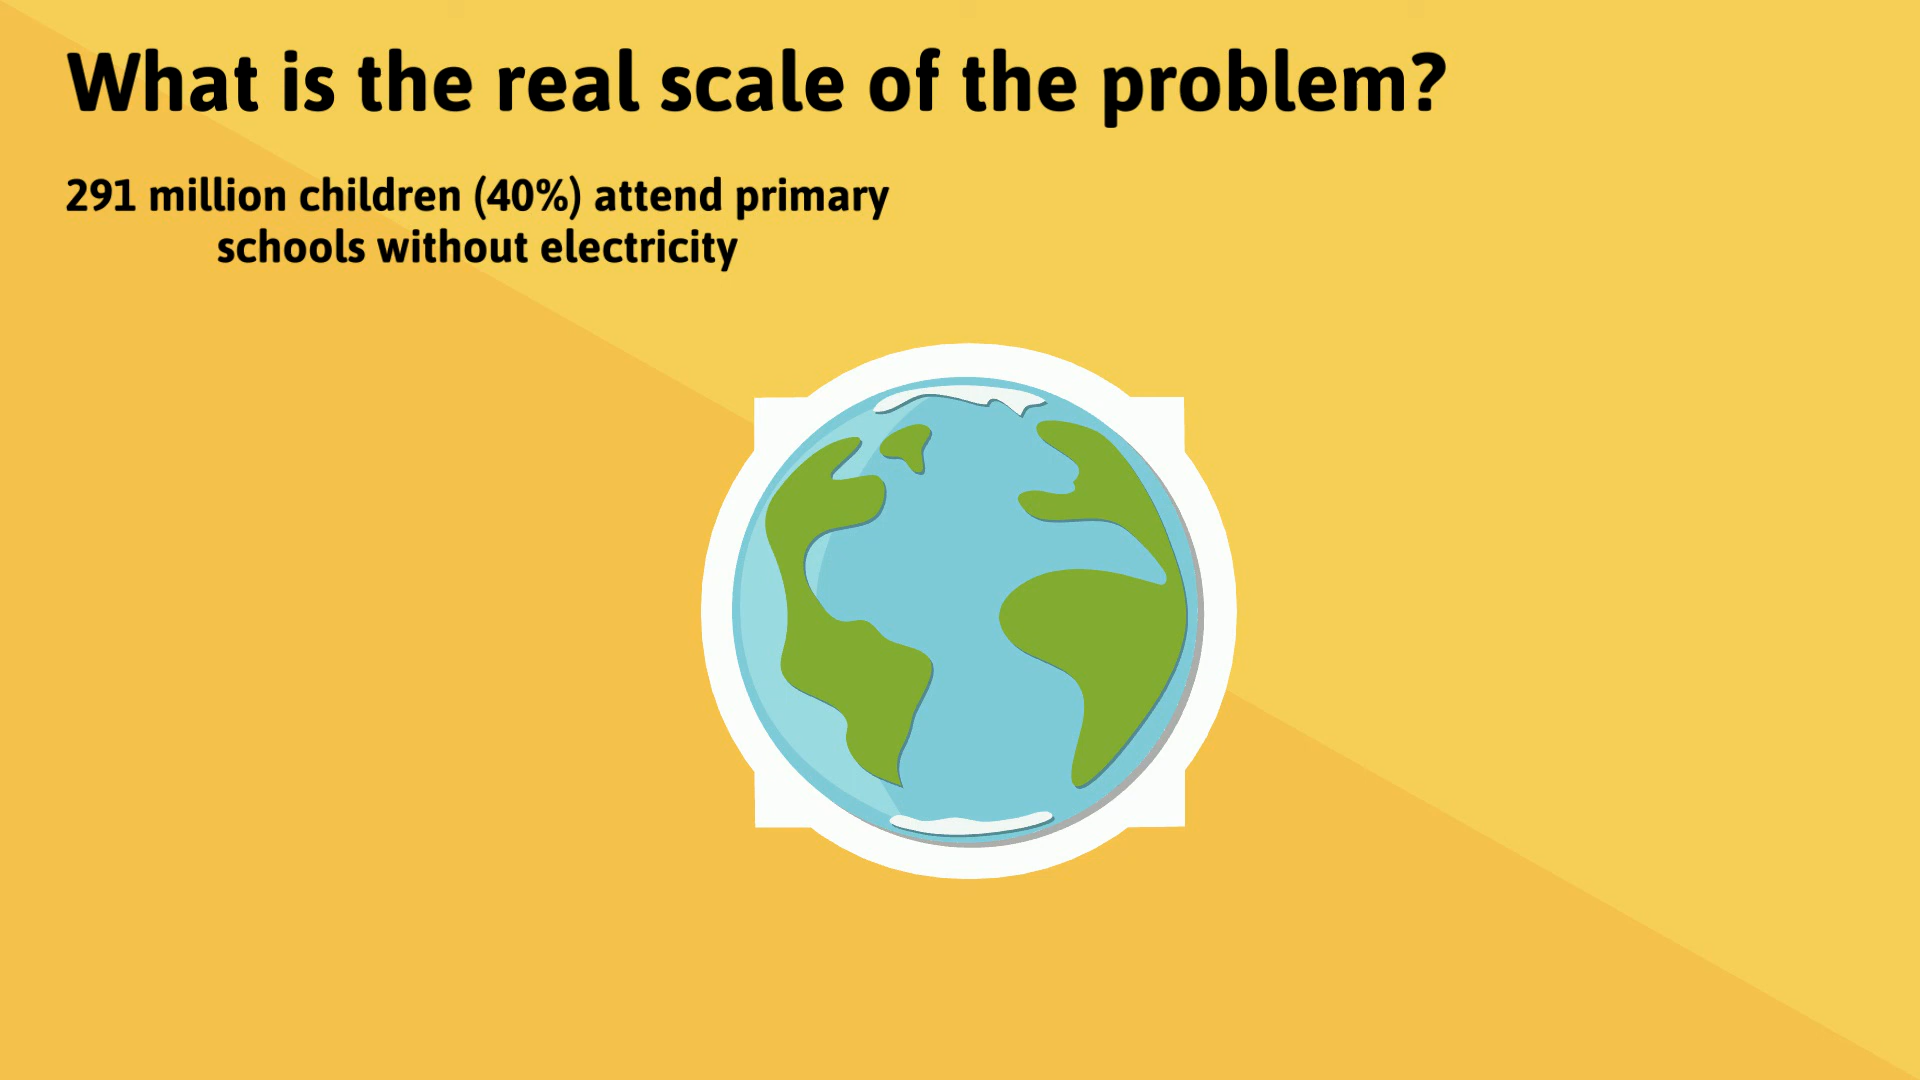 What is the real scale of the problem?
291 million children (40%) attend primary
schools without electricity